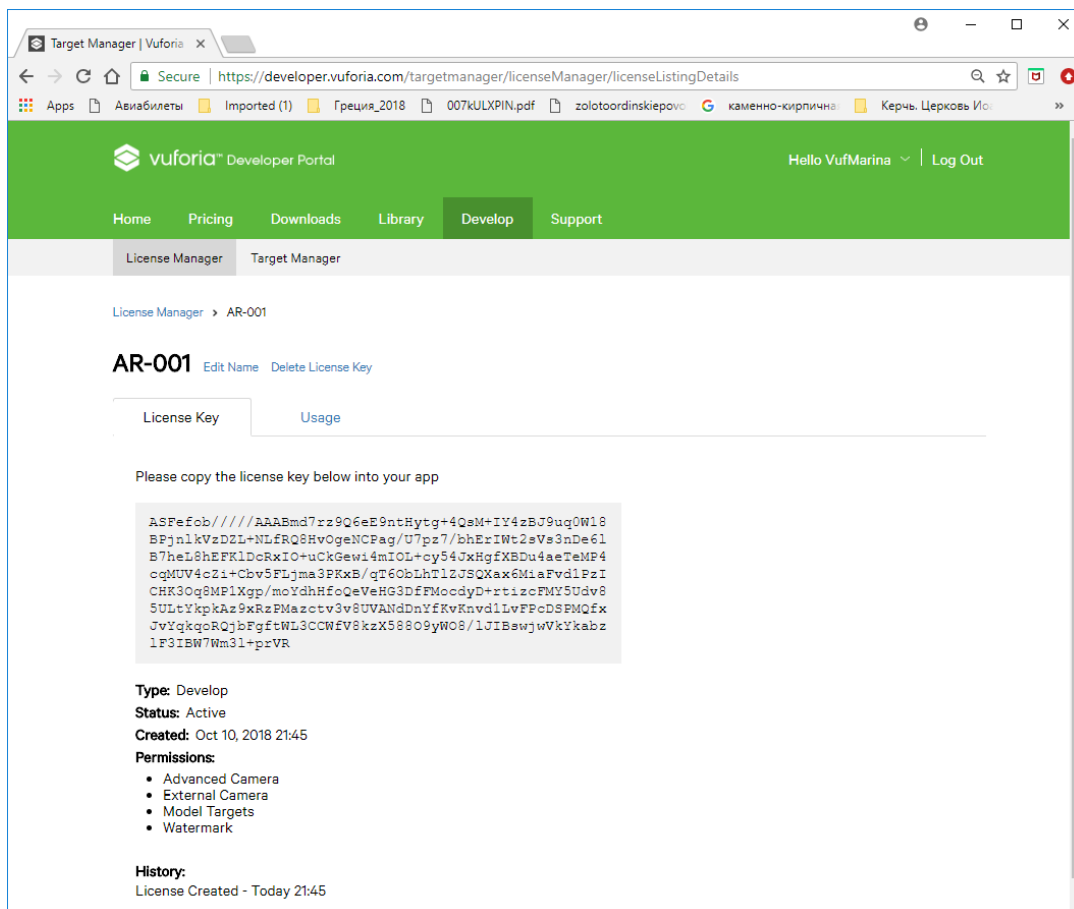 Target Manager | Vuforia
Secure | https://developer.vuforia.com/targetmanager/licenseManager/licenseListingDetails
Apps Авиабилеты Imported (1) Греция_2018 007kULXPIN.pdf zolotoordinskiepovo каменно-кирпична Керчь. Церковь Ио »
vuforia™ Developer Portal Hello VufMarina Log Out
Home Pricing Downloads Library Develop Support
License Manager Target Manager
License Manager > AR-001
AR-001 Edit Name Delete License Key
License Key Usage
Please copy the license key below into your app
ASFefob/////AAABmd7rz9Q6eE9ntHytg+4QsM+IY4zBJ9uq0W18
BPjnlkVzDZL+NLfRQ8HvOgeNCPag/U7pz7/bhErIWt2sVs3nDe6l
B7heL8hEFKlDcRxIO+uCkGewi4mIOL+cy54JxHgfXBDu4aeTeMP4
cqMUV4cZi+Cbv5FLjma3PKxB/qT6ObLhTlZJSQXax6MiaFvdlPzI
CHK3Oq8MPlXgp/moYdhHfoQeVeHG3DfFMocdyD+rtizcFMY5Udv8
5ULtYkpkAz9xRzPMazctv3v8UVANdDnYfKvKnvdlLvFPcDSPMQfx
JvYqkqoRQjbFgftWL3CCWfV8kzX588O9yWO8/lJIBswjwVkYkabz
lF3IBW7Wm3l+prVR
Type: Develop
Status: Active
Created: Oct 10, 2018 21:45
Permissions:
• Advanced Camera
• External Camera
• Model Targets
• Watermark
History:
License Created - Today 21:45